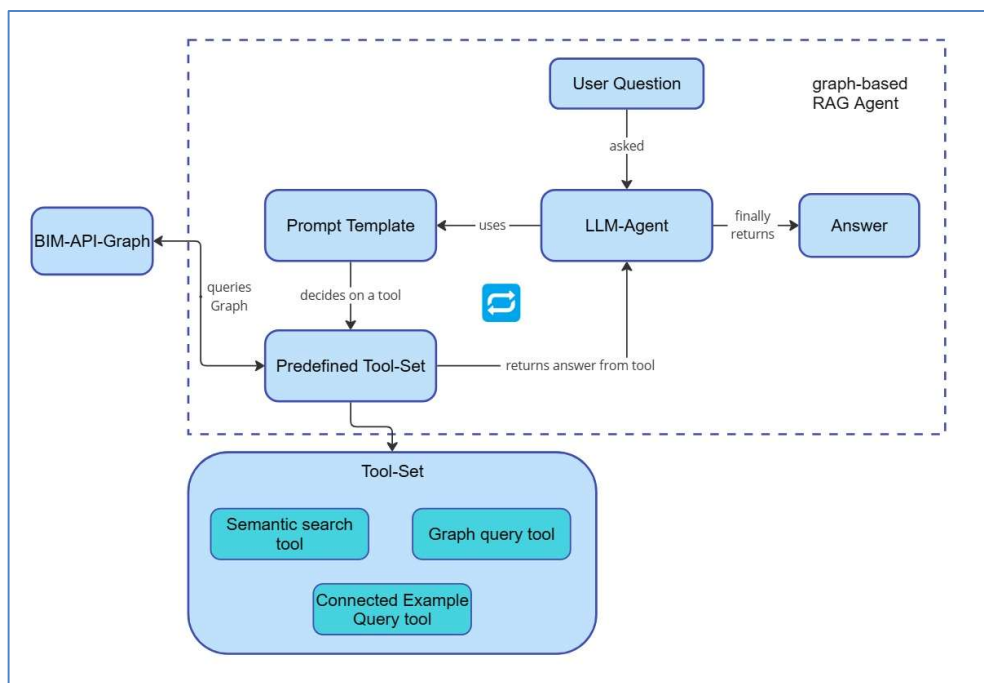 User Question
graph-based
RAG Agent
asked
BIM-API-Graph
Prompt Template
uses
LLM-Agent
finally
returns
Answer
queries
Graph
decides on a tool
Predefined Tool-Set
returns answer from tool
Tool-Set
Semantic search
tool
Graph query tool
Connected Example
Query tool